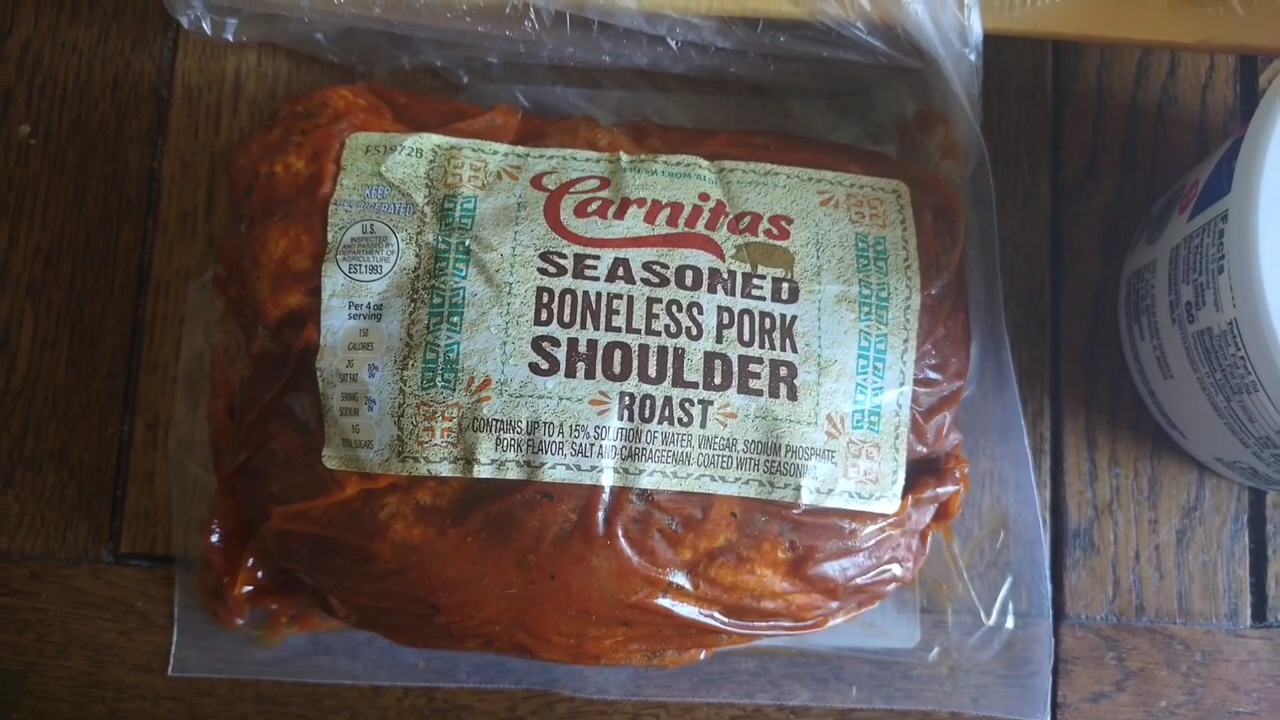 FS1972B
KEEP
REFRIGERATED
U.S.
INSPECTED
AND PASSED BY
DEPARTMENT OF
AGRICULTURE
EST.1993
Per 4 oz
serving
150
CALORIES
2G
SAT FAT
10%
DV
590MG
SODIUM
26%
DV
1G
TOTAL SUGARS
Carnitas
SEASONED
BONELESS PORK
SHOULDER
ROAST
CONTAINS UP TO A 15% SOLUTION OF WATER, VINEGAR, SODIUM PHOSPHATE,
PORK FLAVOR, SALT AND CARRAGEENAN. COATED WITH SEASONING.
Facts
60